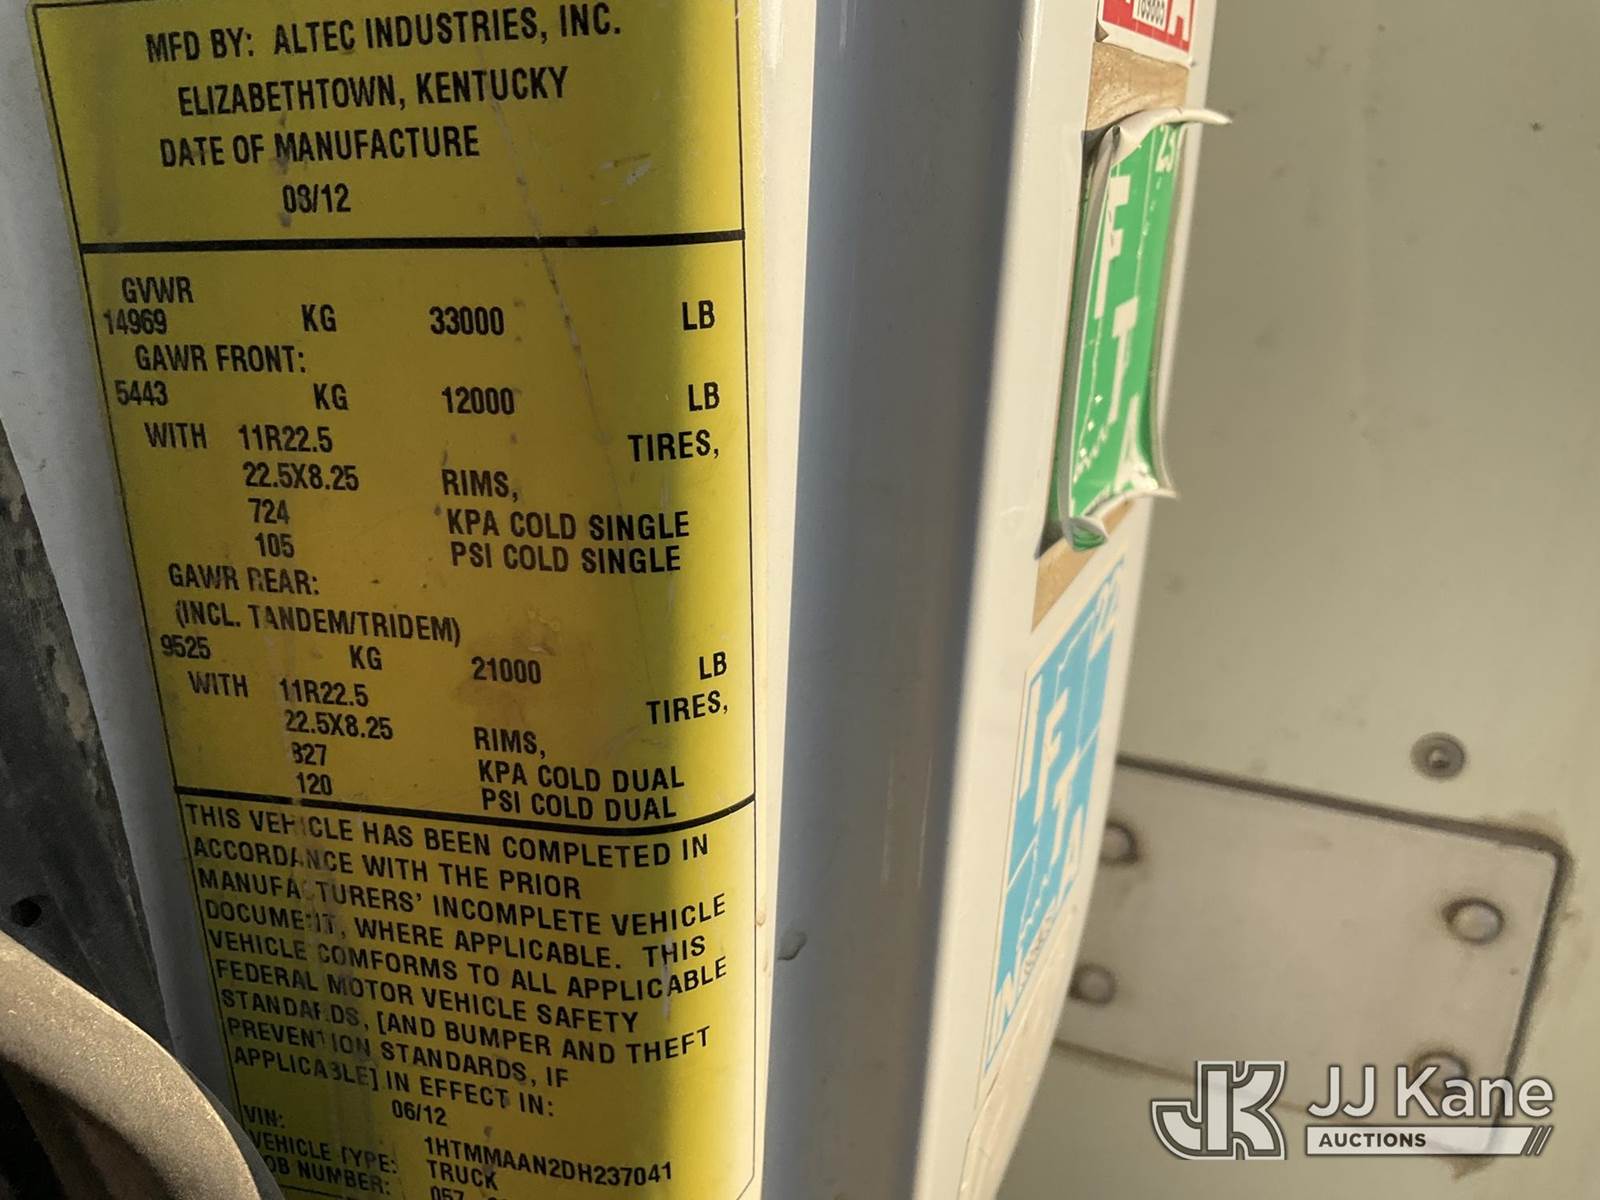 MFD BY: ALTEC INDUSTRIES, INC.
ELIZABETHTOWN, KENTUCKY
DATE OF MANUFACTURE
08/12
GVWR
14969 KG 33000 LB
GAWR FRONT:
5443 KG 12000 LB
WITH 11R22.5 TIRES,
22.5X8.25 RIMS,
724 KPA COLD SINGLE
105 PSI COLD SINGLE
GAWR REAR:
(INCL. TANDEM/TRIDEM)
9525 KG 21000 LB
WITH 11R22.5 TIRES,
22.5X8.25 RIMS,
827 KPA COLD DUAL
120 PSI COLD DUAL
THIS VEHICLE HAS BEEN COMPLETED IN
ACCORDANCE WITH THE PRIOR
MANUFACTURERS' INCOMPLETE VEHICLE
DOCUMENT, WHERE APPLICABLE. THIS
VEHICLE COMFORMS TO ALL APPLICABLE
FEDERAL MOTOR VEHICLE SAFETY
STANDARDS, [AND BUMPER AND THEFT
PREVENTION STANDARDS, IF
APPLICABLE] IN EFFECT IN:
06/12
VIN: 1HTMMAAN2DH237041
VEHICLE TYPE: TRUCK
JOB NUMBER: 057
IFTA
IFTA
JK JJ Kane
AUCTIONS